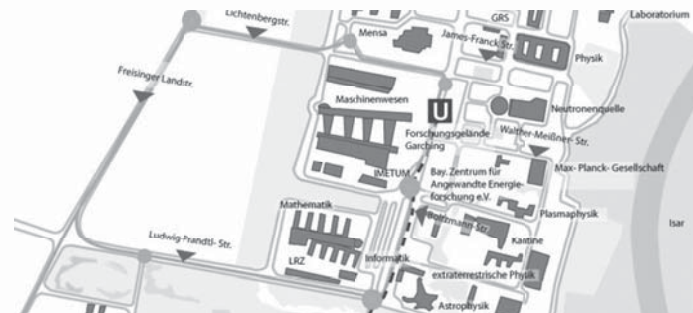 Lichtenbergstr.
GRS
Laboratorium
Mensa
James-Franck Str.
Physik
Freisinger Landstr.
Maschinenwesen
U
Neutronenquelle
Forschungsgelände
Garching
Walther-Meißner- Str.
IMETUM
Bay. Zentrum für
Angewandte Energie-
forschung e.V.
Max- Planck- Gesellschaft
Mathematik
Boltzmann-Str.
Plasmaphysik
Isar
Ludwig-Prandtl- Str.
Kantine
LRZ
Informatik
extraterrestrische Physik
Astrophysik